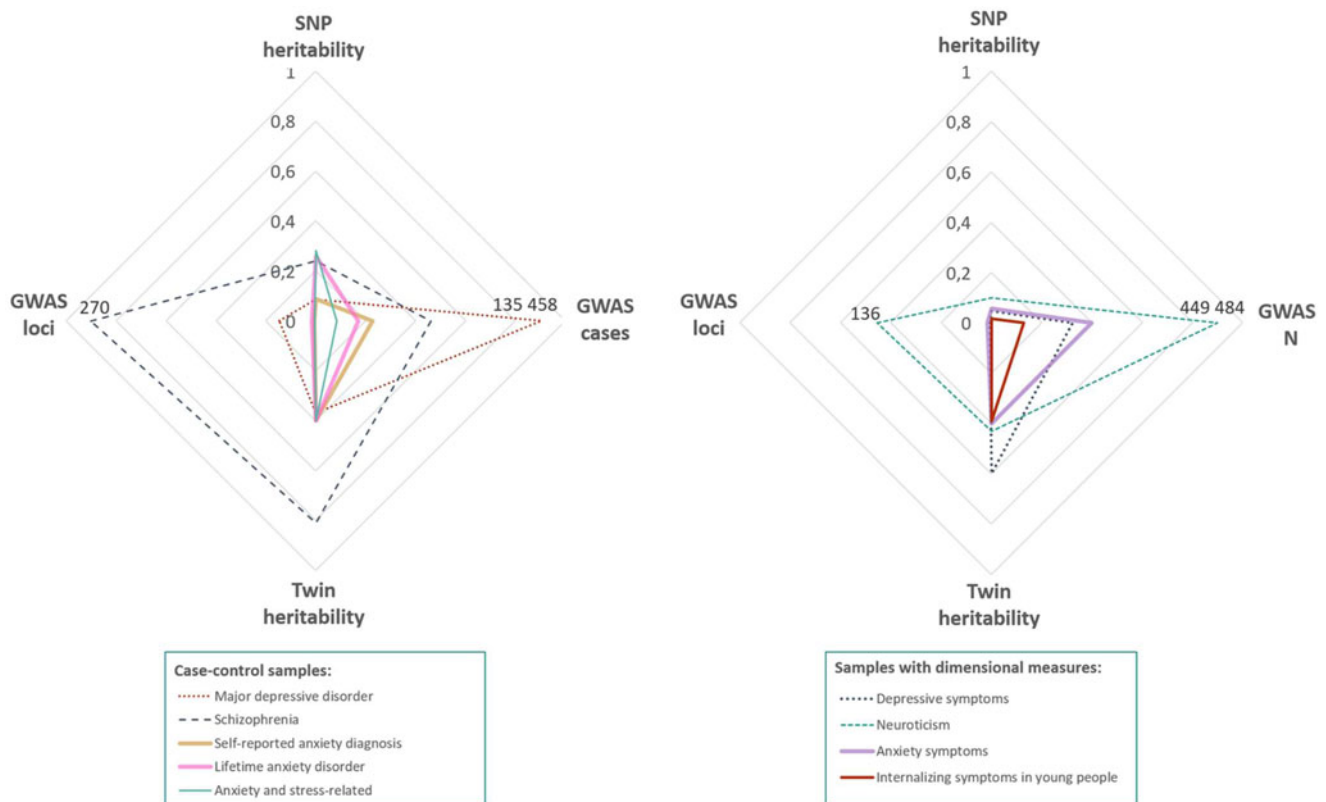 SNP
heritability
1
0,8
0,6
0,4
0,2
0
GWAS
loci
270
135 458
GWAS
cases
Twin
heritability
Case-control samples:
Major depressive disorder
Schizophrenia
Self-reported anxiety diagnosis
Lifetime anxiety disorder
Anxiety and stress-related
SNP
heritability
1
0,8
0,6
0,4
0,2
0
GWAS
loci
136
449 484
GWAS
N
Twin
heritability
Samples with dimensional measures:
Depressive symptoms
Neuroticism
Anxiety symptoms
Internalizing symptoms in young people